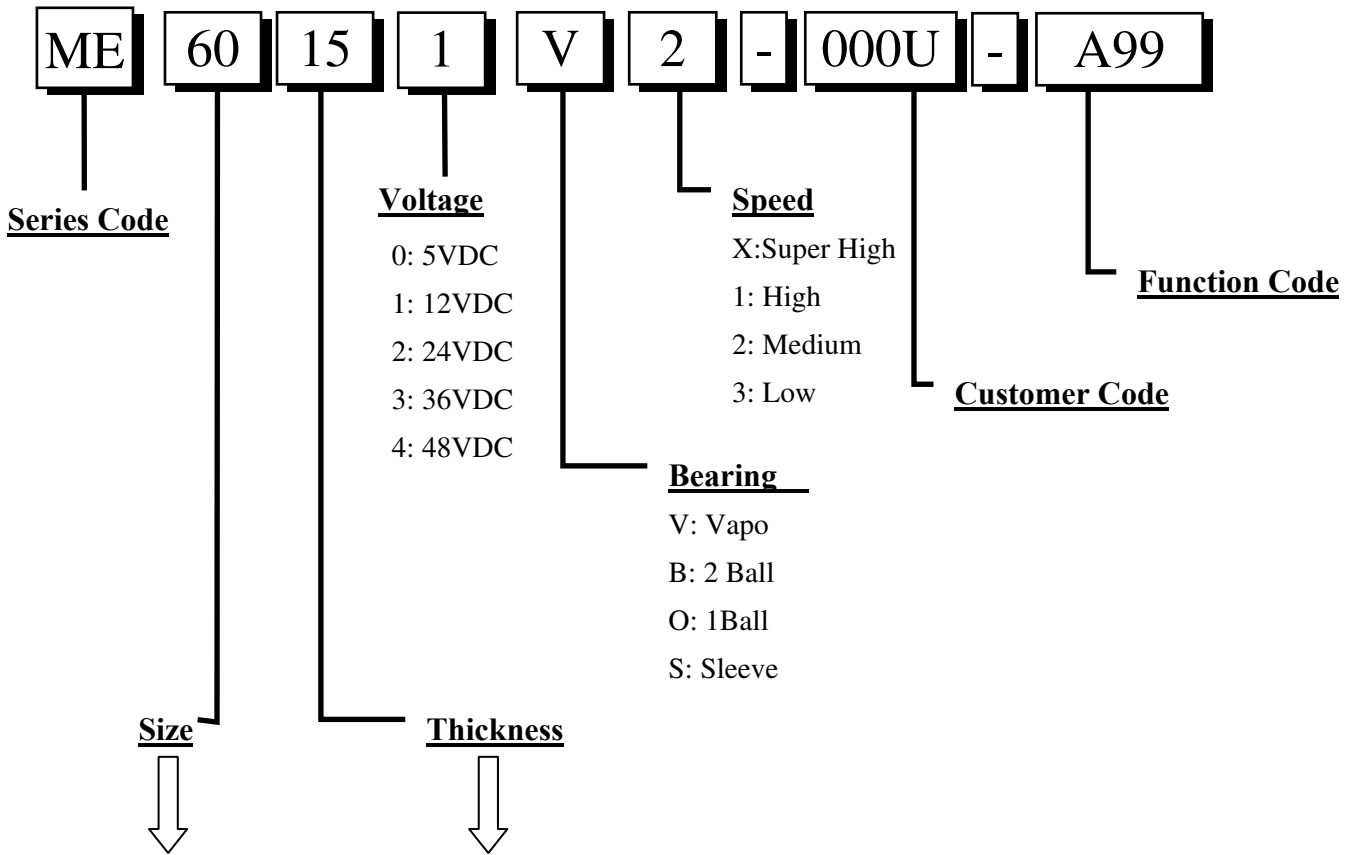 ME 60 15 1 V 2 - 000U - A99
Series Code
Voltage
0: 5VDC
1: 12VDC
2: 24VDC
3: 36VDC
4: 48VDC
Speed
X:Super High
1: High
2: Medium
3: Low
Function Code
Customer Code
Bearing
V: Vapo
B: 2 Ball
O: 1Ball
S: Sleeve
Size
Thickness